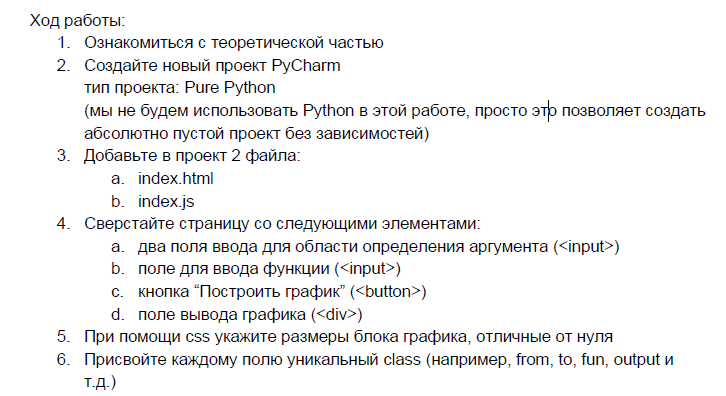 Ход работы:
1. Ознакомиться с теоретической частью
2. Создайте новый проект PyCharm
тип проекта: Pure Python
(мы не будем использовать Python в этой работе, просто это позволяет создать
абсолютно пустой проект без зависимостей)
3. Добавьте в проект 2 файла:
a. index.html
b. index.js
4. Сверстайте страницу со следующими элементами:
a. два поля ввода для области определения аргумента (<input>)
b. поле для ввода функции (<input>)
c. кнопка “Построить график” (<button>)
d. поле вывода графика (<div>)
5. При помощи css укажите размеры блока графика, отличные от нуля
6. Присвойте каждому полю уникальный class (например, from, to, fun, output и
т.д.)